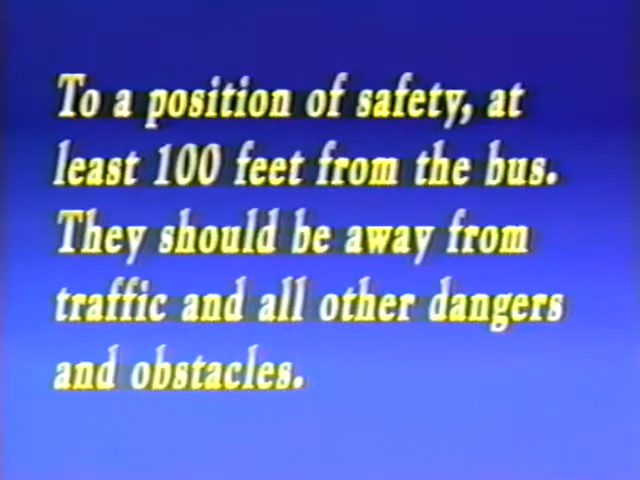 To a position of safety, at
least 100 feet from the bus.
They should be away from
traffic and all other dangers
and obstacles.